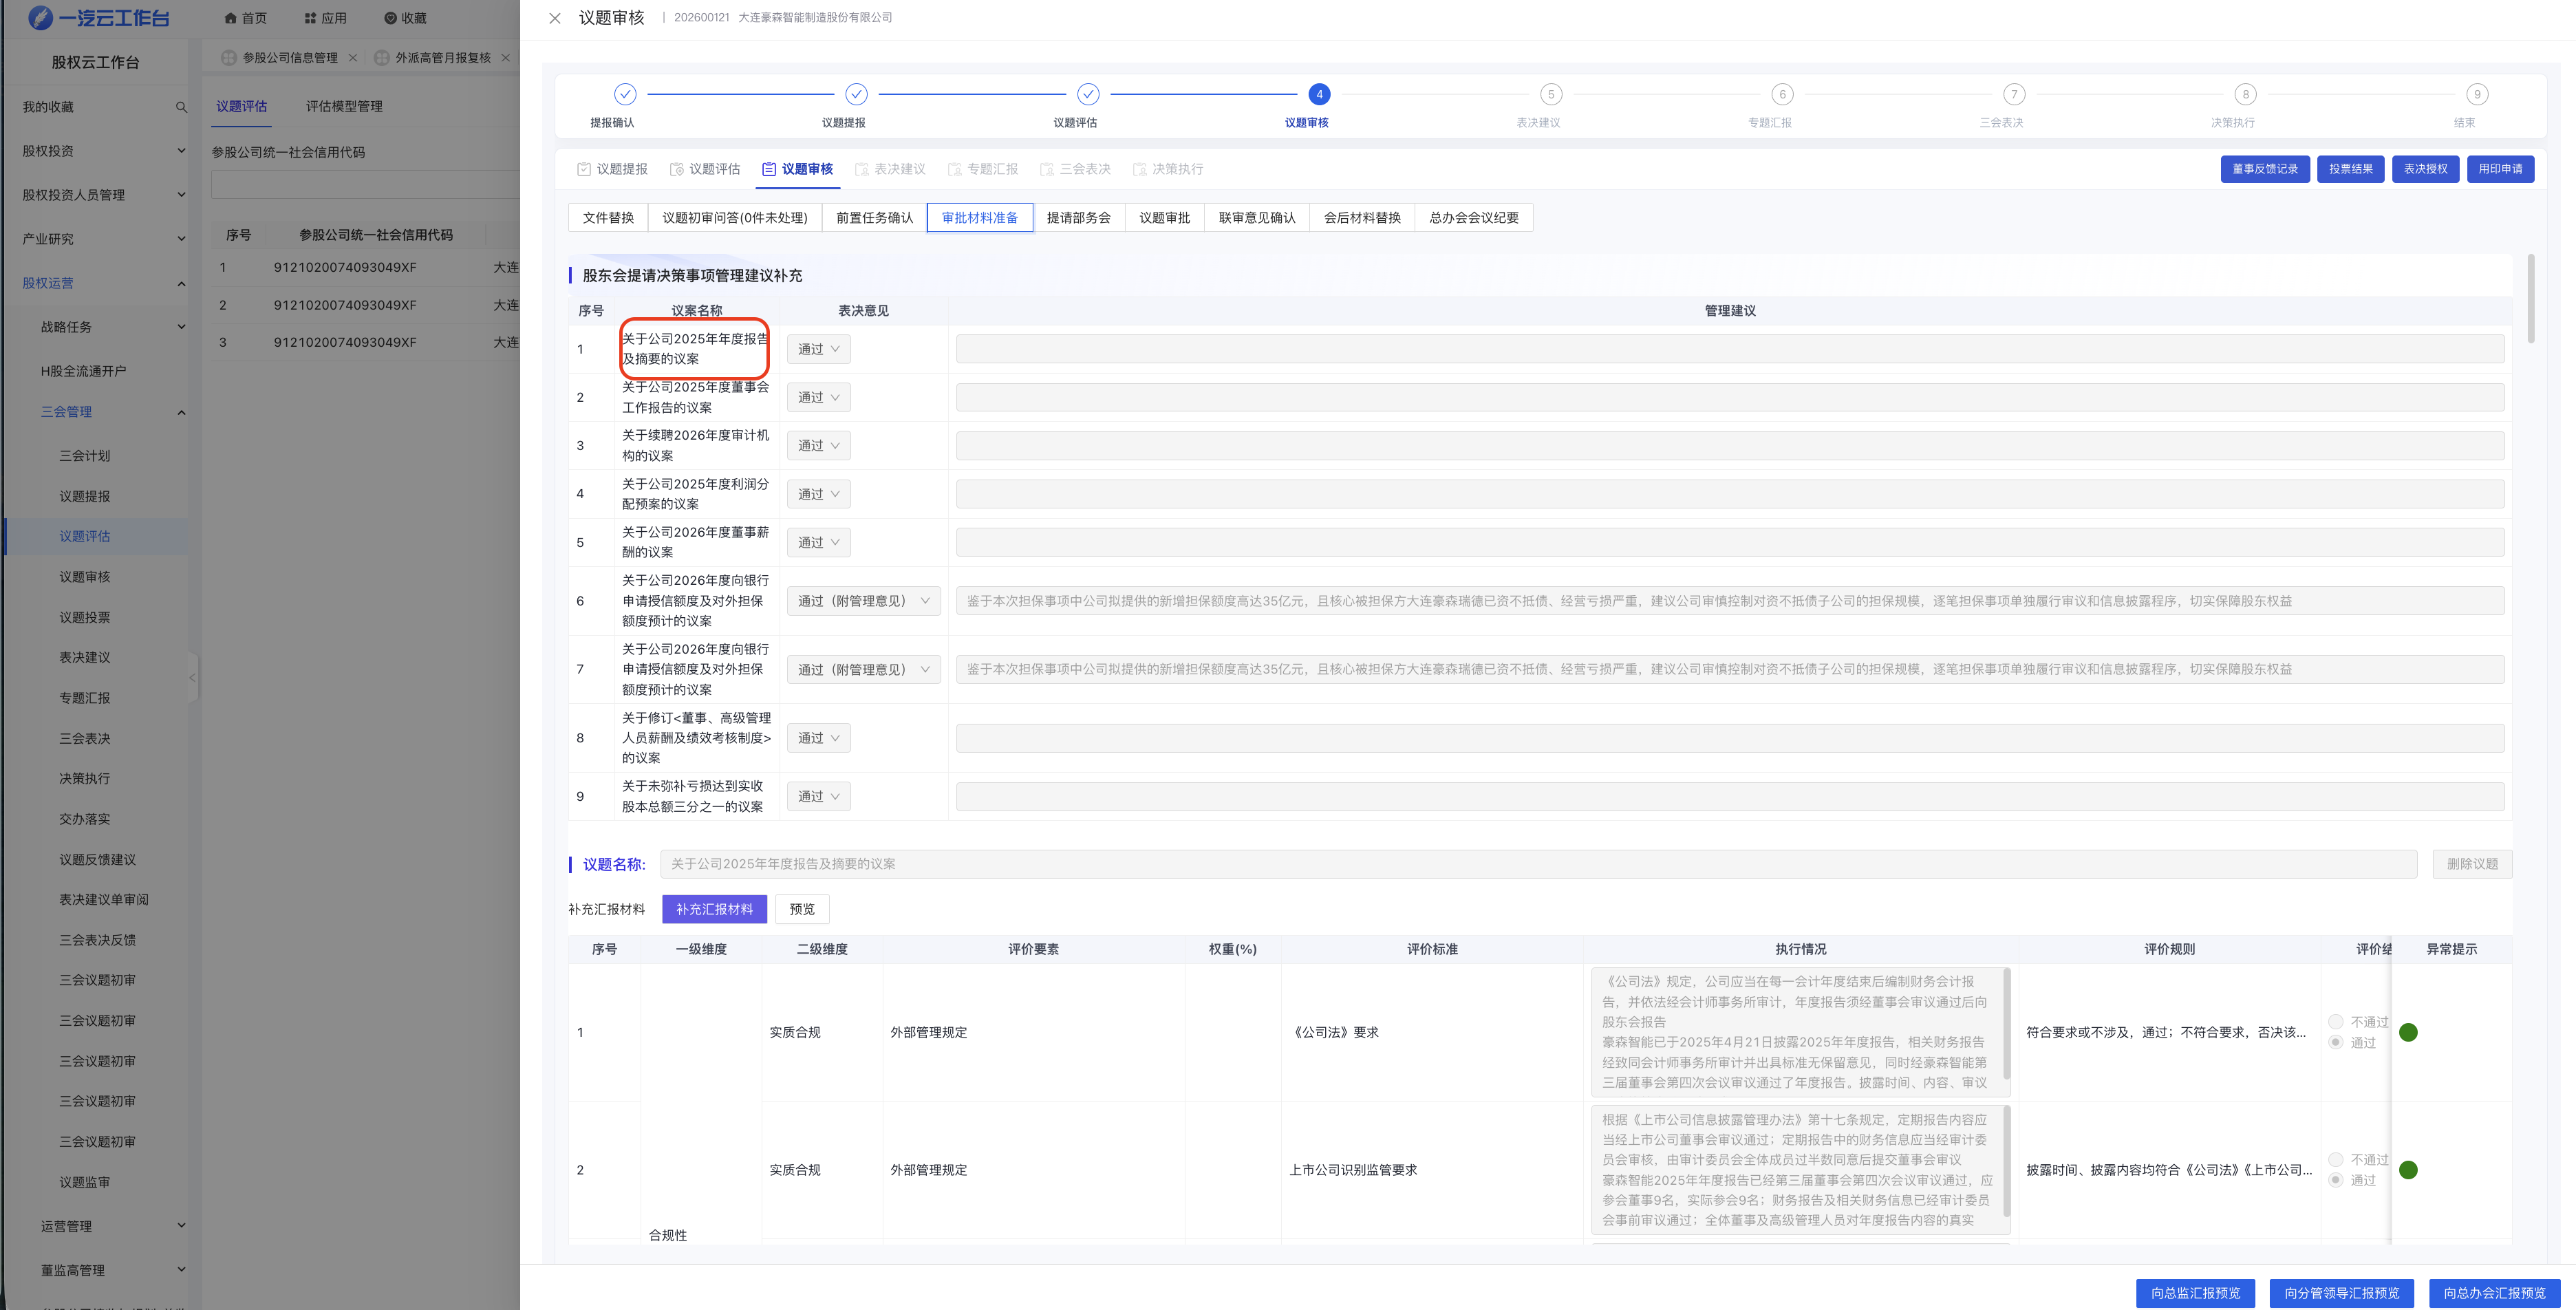 一汽云工作台
首页
应用
收藏
股权云工作台
我的收藏
股权投资
股权投资人员管理
产业研究
股权运营
战略任务
H股全流通开户
三会管理
三会计划
议题提报
议题评估
议题审核
议题投票
表决建议
专题汇报
三会表决
决策执行
交办落实
议题反馈建议
表决建议单审阅
三会表决反馈
三会议题初审
三会议题初审
三会议题初审
三会议题初审
三会议题初审
议题监审
运营管理
董监高管理
参股公司信息管理
外派高管月报复核
议题评估
评估模型管理
参股公司统一社会信用代码
序号 参股公司统一社会信用代码
1 9121020074093049XF 大连
2 9121020074093049XF 大连
3 9121020074093049XF 大连
议题审核 | 202600121 大连豪森智能制造股份有限公司
提报确认
议题提报
议题评估
4 议题审核
5 表决建议
6 专题汇报
7 三会表决
8 决策执行
9 结束
议题提报 议题评估 议题审核 表决建议 专题汇报 三会表决 决策执行
董事反馈记录 投票结果 表决授权 用印申请
文件替换 议题初审问答(0件未处理) 前置任务确认 审批材料准备 提请部务会 议题审批 联审意见确认 会后材料替换 总办会会议纪要
股东会提请决策事项管理建议补充
序号 议案名称 表决意见 管理建议
1
关于公司2025年年度报告
及摘要的议案
通过
2
关于公司2025年度董事会
工作报告的议案
通过
3
关于续聘2026年度审计机
构的议案
通过
4
关于公司2025年度利润分
配预案的议案
通过
5
关于公司2026年度董事薪
酬的议案
通过
6
关于公司2026年度向银行
申请授信额度及对外担保
额度预计的议案
通过（附管理意见）
鉴于本次担保事项中公司拟提供的新增担保额度高达35亿元，且核心被担保方大连豪森瑞德已资不抵债、经营亏损严重，建议公司审慎控制对资不抵债子公司的担保规模，逐笔担保事项单独履行审议和信息披露程序，切实保障股东权益
7
关于公司2026年度向银行
申请授信额度及对外担保
额度预计的议案
通过（附管理意见）
鉴于本次担保事项中公司拟提供的新增担保额度高达35亿元，且核心被担保方大连豪森瑞德已资不抵债、经营亏损严重，建议公司审慎控制对资不抵债子公司的担保规模，逐笔担保事项单独履行审议和信息披露程序，切实保障股东权益
8
关于修订<董事、高级管理
人员薪酬及绩效考核制度>
的议案
通过
9
关于未弥补亏损达到实收
股本总额三分之一的议案
通过
议题名称: 关于公司2025年年度报告及摘要的议案 删除议题
补充汇报材料 补充汇报材料 预览
序号 一级维度 二级维度 评价要素 权重(%) 评价标准 执行情况 评价规则 评价结 异常提示
1 实质合规 外部管理规定 《公司法》要求
《公司法》规定，公司应当在每一会计年度结束后编制财务会计报
告，并依法经会计师事务所审计，年度报告须经董事会审议通过后向
股东会报告
豪森智能已于2025年4月21日披露2025年年度报告，相关财务报告
经致同会计师事务所审计并出具标准无保留意见，同时经豪森智能第
三届董事会第四次会议审议通过了年度报告。披露时间、内容、审议
符合要求或不涉及，通过；不符合要求，否决该...
不通过
通过
2 实质合规 外部管理规定 上市公司识别监管要求
根据《上市公司信息披露管理办法》第十七条规定，定期报告内容应
当经上市公司董事会审议通过；定期报告中的财务信息应当经审计委
员会审核，由审计委员会全体成员过半数同意后提交董事会审议
豪森智能2025年年度报告已经第三届董事会第四次会议审议通过，应
参会董事9名，实际参会9名；财务报告及相关财务信息已经审计委员
会事前审议通过；全体董事及高级管理人员对年度报告内容的真实
披露时间、披露内容均符合《公司法》《上市公司...
不通过
通过
合规性
向总监汇报预览 向分管领导汇报预览 向总办会汇报预览